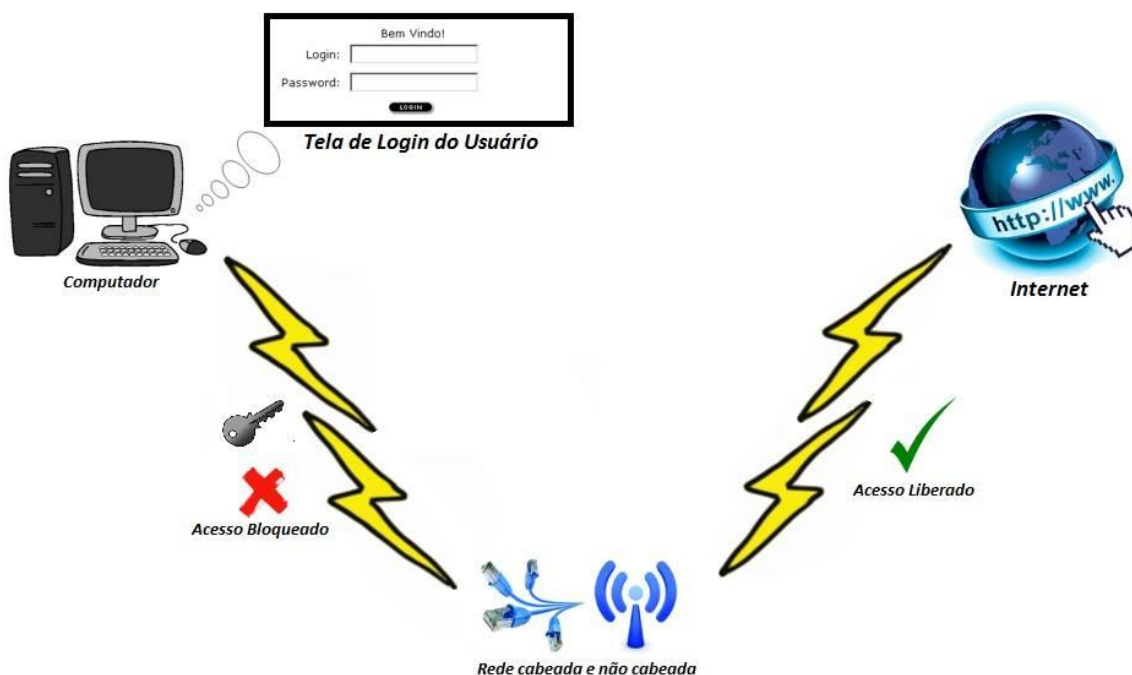 Bem Vindo!
Login:
Password:
LOGIN
Tela de Login do Usuário
Computador
http://www.
Internet
Acesso Bloqueado
Acesso Liberado
Rede cabeada e não cabeada